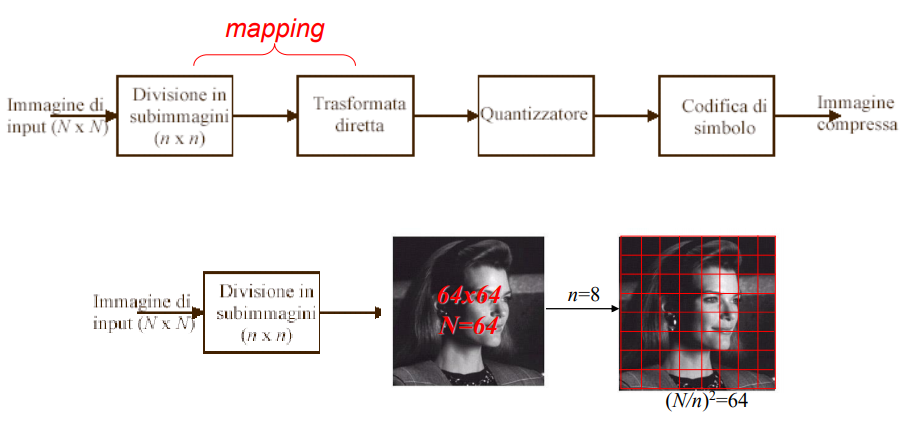 mapping
Immagine di
input (N x N)
Divisione in
subimmagini
(n x n)
Trasformata
diretta
Quantizzatore
Codifica di
simbolo
Immagine
compressa
Immagine di
input (N x N)
Divisione in
subimmagini
(n x n)
64x64
N=64
n=8
(N/n)²=64